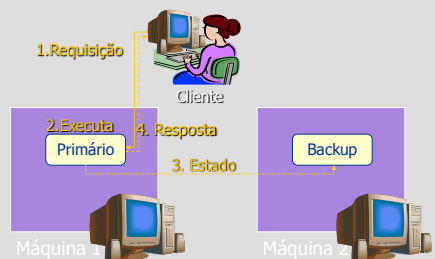 1.Requisição
Cliente
2.Executa
4. Resposta
Primário
Backup
3. Estado
Máquina 1
Máquina 2